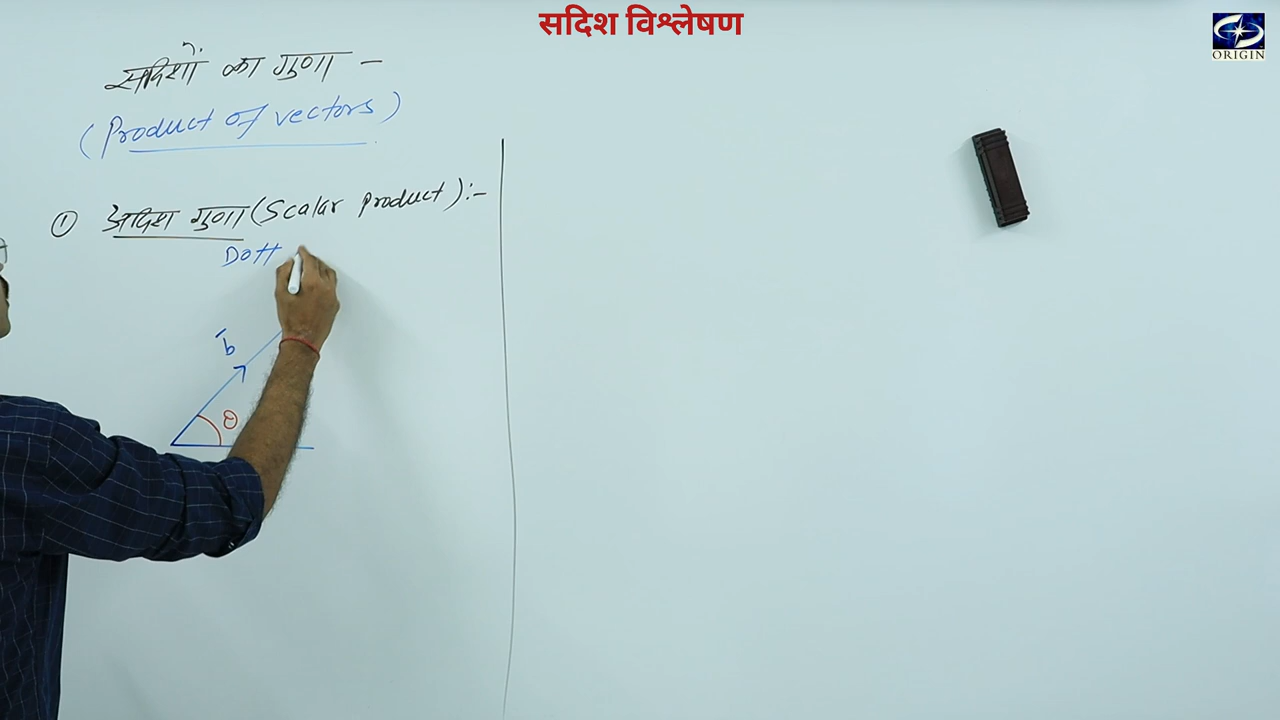 सदिश विश्लेषण
ORIGIN
सदिशों का गुणा -
(Product of vectors)
① अदिश गुणा (Scalar Product):-
Dott
b̄
θ